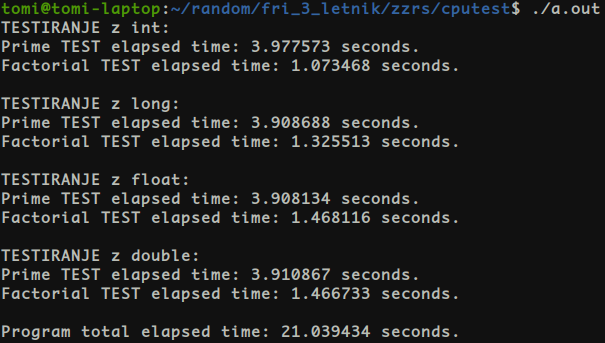 tomi@tomi-laptop:~/random/fri_3_letnik/zzrs/cputest$ ./a.out
TESTIRANJE z int:
Prime TEST elapsed time: 3.977573 seconds.
Factorial TEST elapsed time: 1.073468 seconds.
TESTIRANJE z long:
Prime TEST elapsed time: 3.908688 seconds.
Factorial TEST elapsed time: 1.325513 seconds.
TESTIRANJE z float:
Prime TEST elapsed time: 3.908134 seconds.
Factorial TEST elapsed time: 1.468116 seconds.
TESTIRANJE z double:
Prime TEST elapsed time: 3.910867 seconds.
Factorial TEST elapsed time: 1.466733 seconds.
Program total elapsed time: 21.039434 seconds.